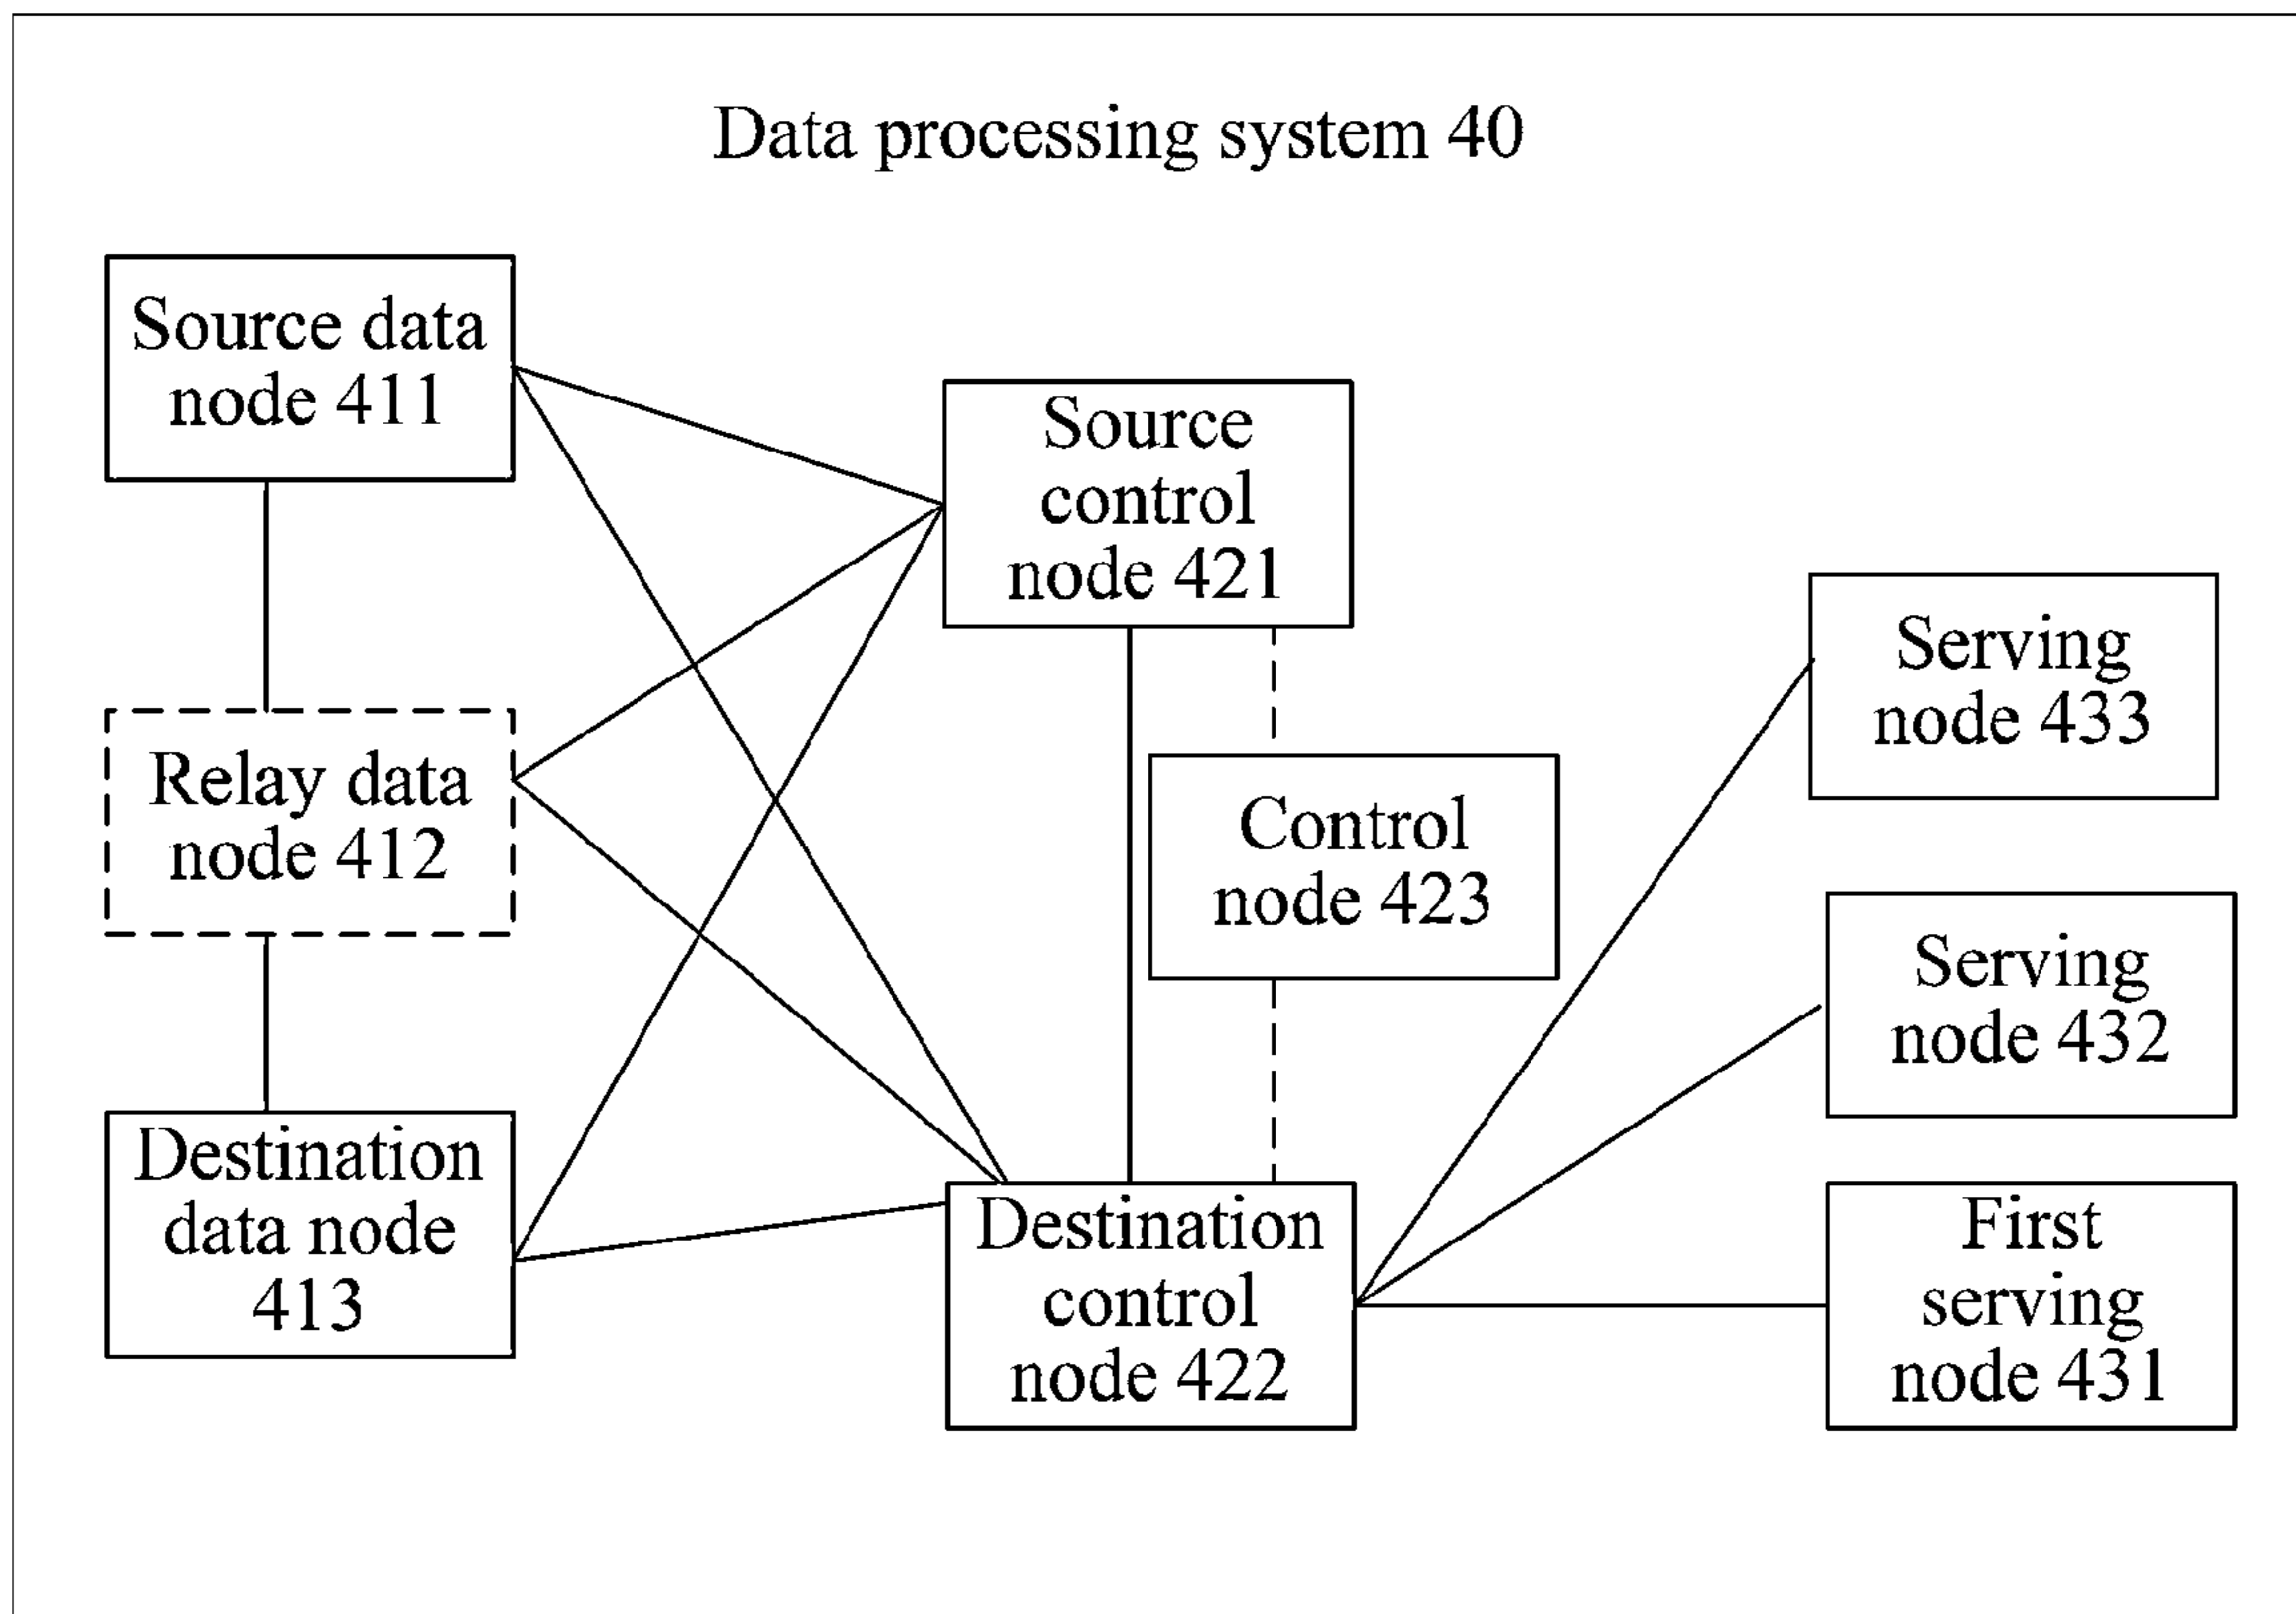 Data processing system 40
Source data
node 411
Source
control
node 421
Serving
node 433
Relay data
node 412
Control
node 423
Serving
node 432
Destination
data node
413
Destination
control
node 422
First
serving
node 431